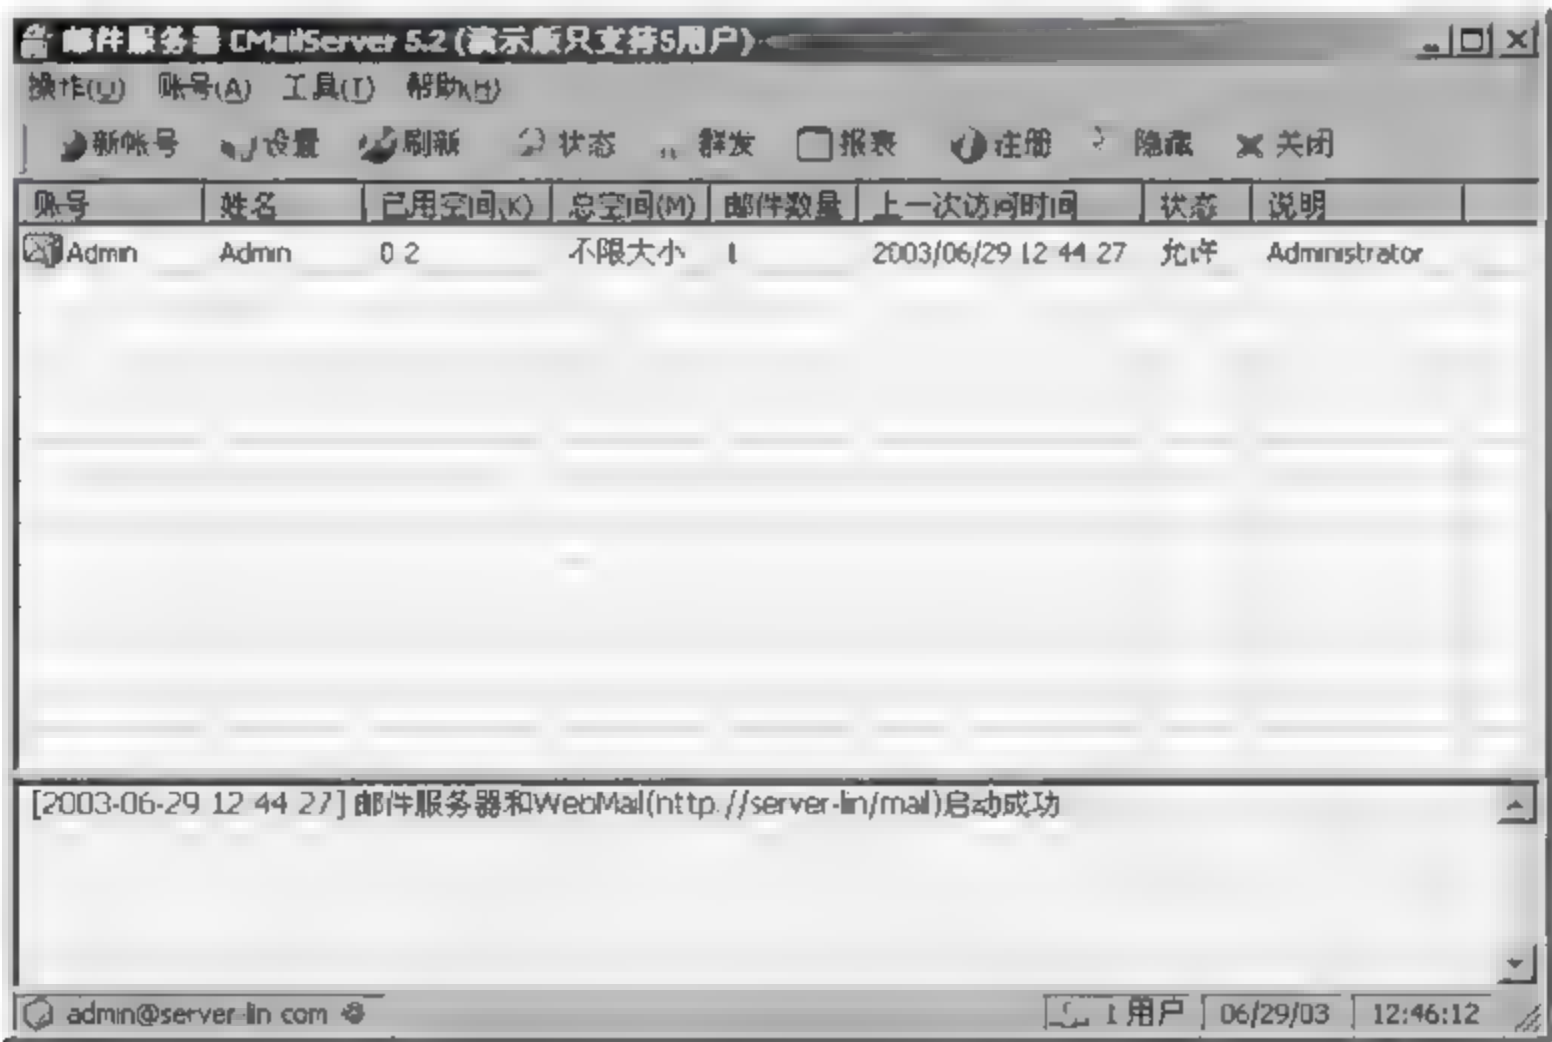 邮件服务器 CMailServer 5.2 (演示版只支持5用户)
操作(U) 账号(A) 工具(T) 帮助(H)
新帐号 设置 刷新 状态 群发 报表 注册 隐藏 关闭
账号 姓名 已用空间(K) 总空间(M) 邮件数量 上一次访问时间 状态 说明
Admin Admin 0.2 不限大小 1 2003/06/29 12:44:27 允许 Administrator
[2003-06-29 12:44:27] 邮件服务器和WebMail(http://server-lin/mail)启动成功
admin@server-lin.com 1 用户 06/29/03 12:46:12